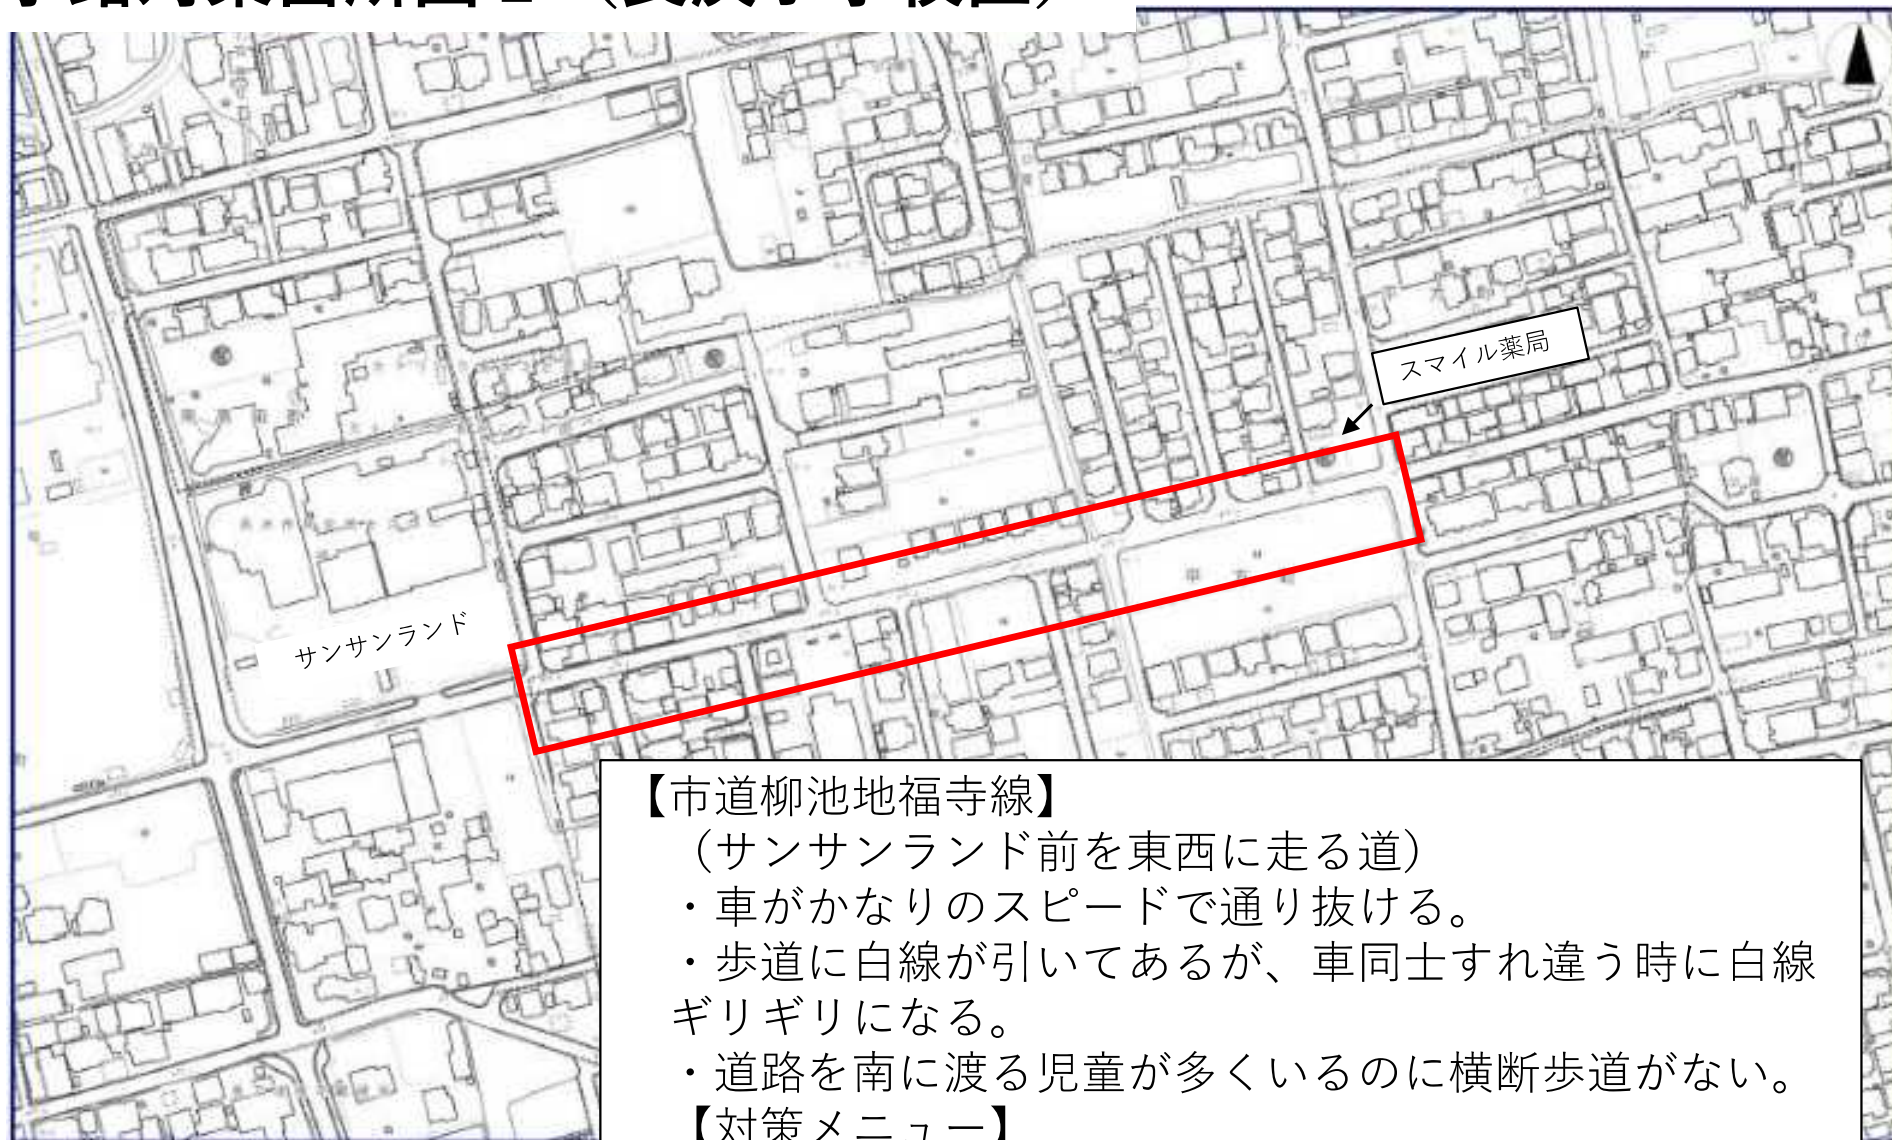 スマイル薬局
サンサンランド
【市道柳池地福寺線】
（サンサンランド前を東西に走る道）
・車がかなりのスピードで通り抜ける。
・歩道に白線が引いてあるが、車同士すれ違う時に白線
ギリギリになる。
・道路を南に渡る児童が多くいるのに横断歩道がない。
【対策メニュー】